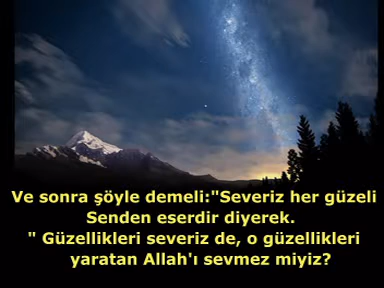 Ve sonra şöyle demeli:"Severiz her güzeli
Senden eserdir diyerek.
" Güzellikleri severiz de, o güzellikleri
yaratan Allah'ı sevmez miyiz?